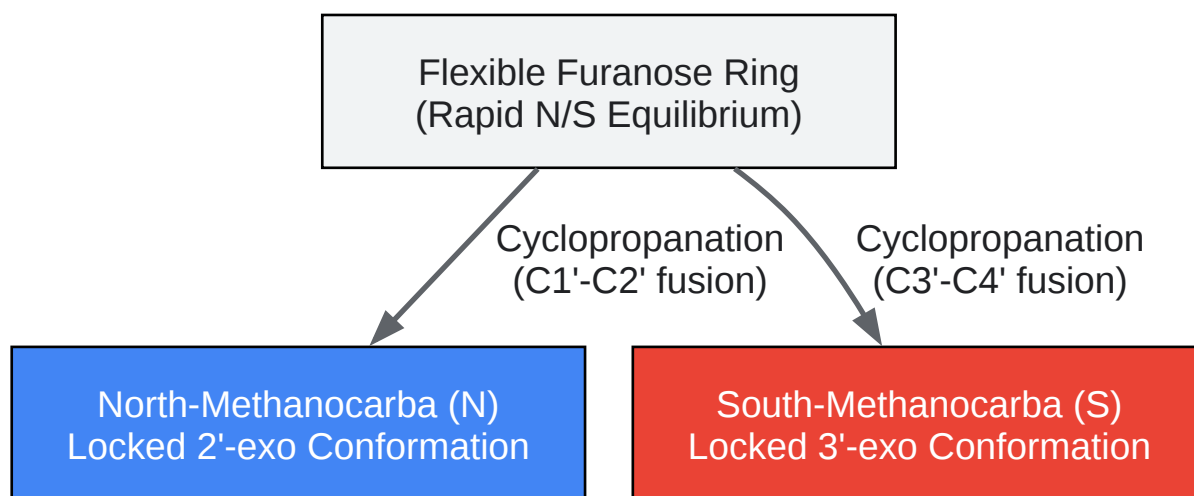 Flexible Furanose Ring
(Rapid N/S Equilibrium)
Cyclopropanation
(C1'-C2' fusion)
Cyclopropanation
(C3'-C4' fusion)
North-Methanocarba (N)
Locked 2'-exo Conformation
South-Methanocarba (S)
Locked 3'-exo Conformation